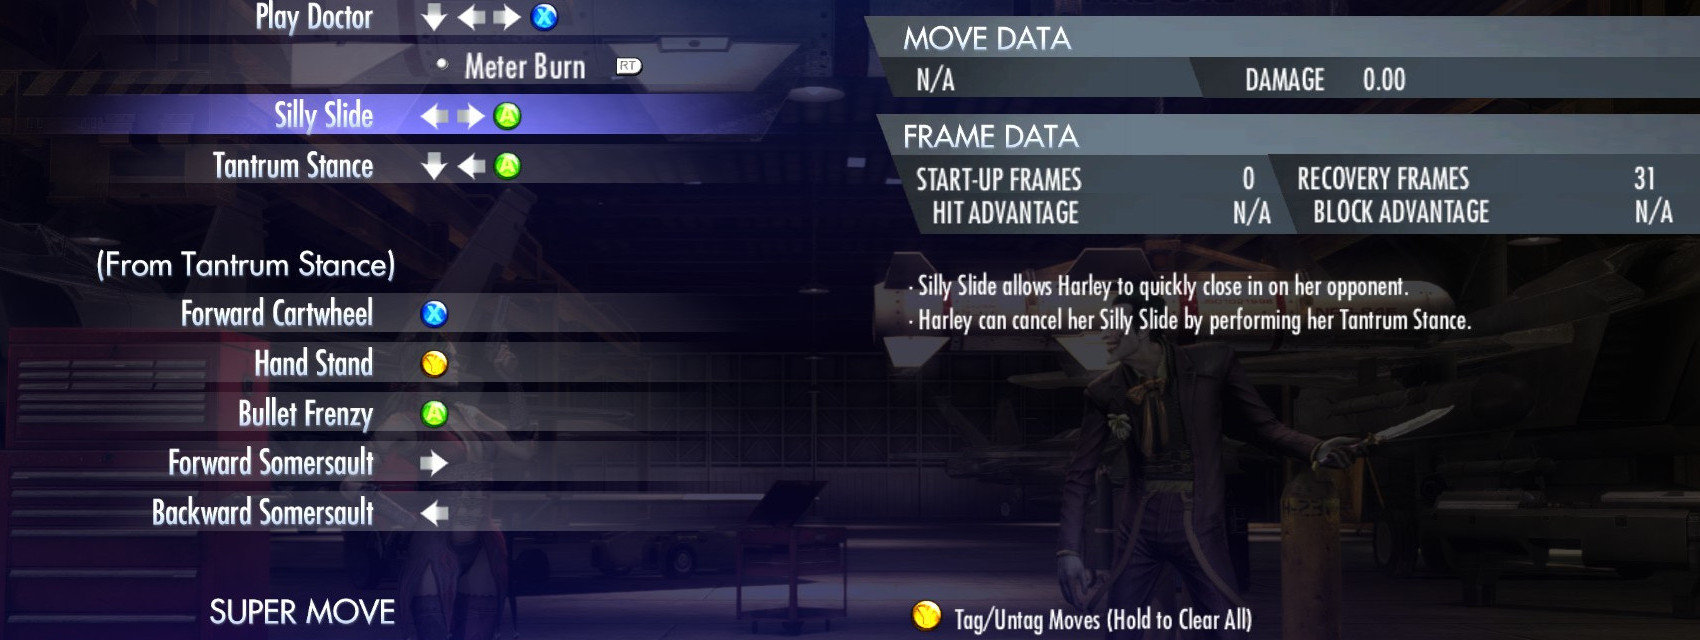 Play Doctor X
Meter Burn RT
Silly Slide A
Tantrum Stance A
(From Tantrum Stance)
Forward Cartwheel X
Hand Stand Y
Bullet Frenzy A
Forward Somersault
Backward Somersault
SUPER MOVE
MOVE DATA
N/A DAMAGE 0.00
FRAME DATA
START-UP FRAMES 0 RECOVERY FRAMES 31
HIT ADVANTAGE N/A BLOCK ADVANTAGE N/A
· Silly Slide allows Harley to quickly close in on her opponent.
· Harley can cancel her Silly Slide by performing her Tantrum Stance.
Y Tag/Untag Moves (Hold to Clear All)